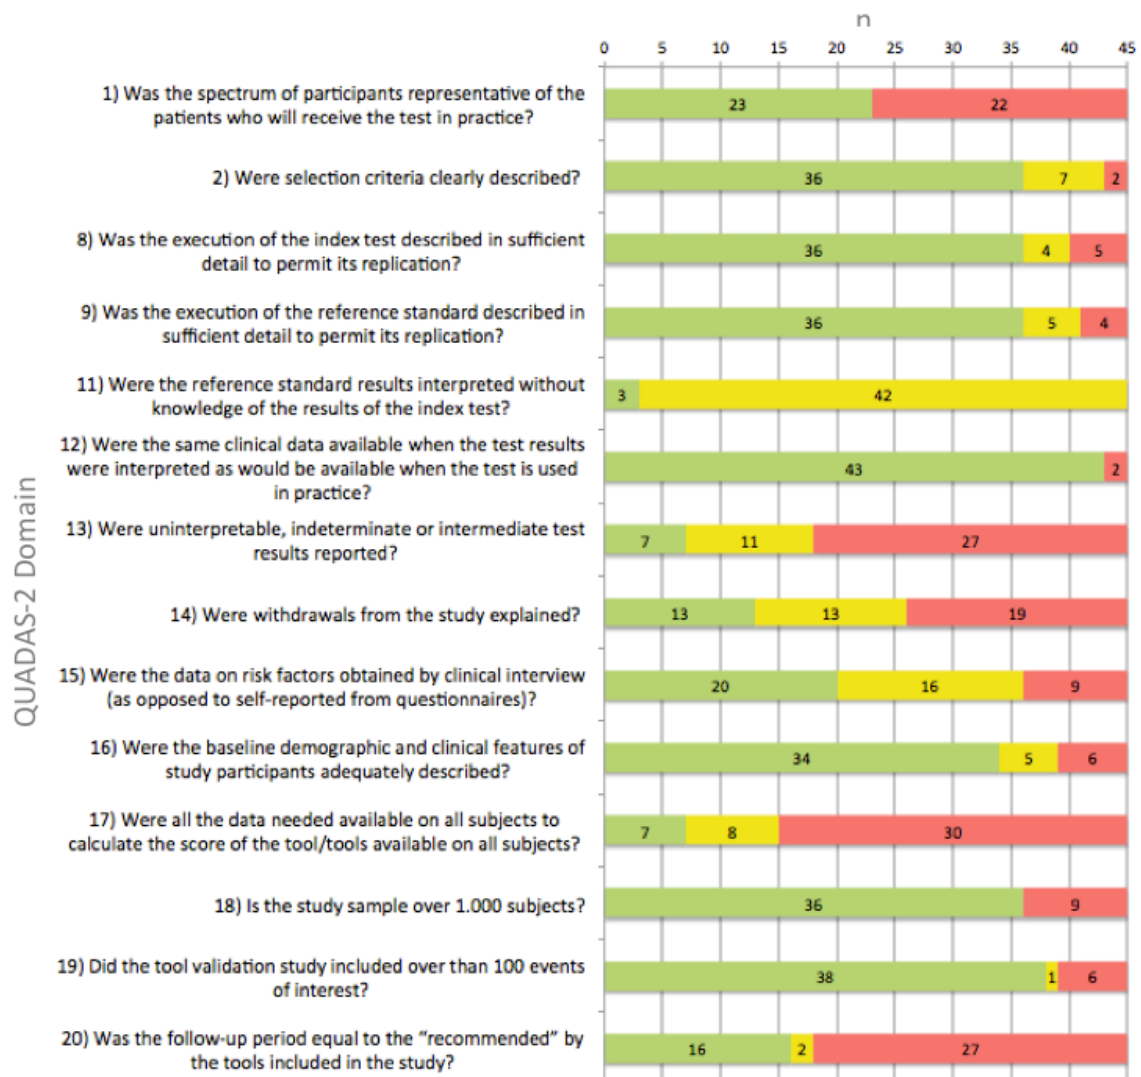 n
0 5 10 15 20 25 30 35 40 45
QUADAS-2 Domain
1) Was the spectrum of participants representative of the
patients who will receive the test in practice?
23 22
2) Were selection criteria clearly described?
36 7 2
8) Was the execution of the index test described in sufficient
detail to permit its replication?
36 4 5
9) Was the execution of the reference standard described in
sufficient detail to permit its replication?
36 5 4
11) Were the reference standard results interpreted without
knowledge of the results of the index test?
3 42
12) Were the same clinical data available when the test results
were interpreted as would be available when the test is used
in practice?
43 2
13) Were uninterpretable, indeterminate or intermediate test
results reported?
7 11 27
14) Were withdrawals from the study explained?
13 13 19
15) Were the data on risk factors obtained by clinical interview
(as opposed to self-reported from questionnaires)?
20 16 9
16) Were the baseline demographic and clinical features of
study participants adequately described?
34 5 6
17) Were all the data needed available on all subjects to
calculate the score of the tool/tools available on all subjects?
7 8 30
18) Is the study sample over 1.000 subjects?
36 9
19) Did the tool validation study included over than 100 events
of interest?
38 1 6
20) Was the follow-up period equal to the “recommended” by
the tools included in the study?
16 2 27